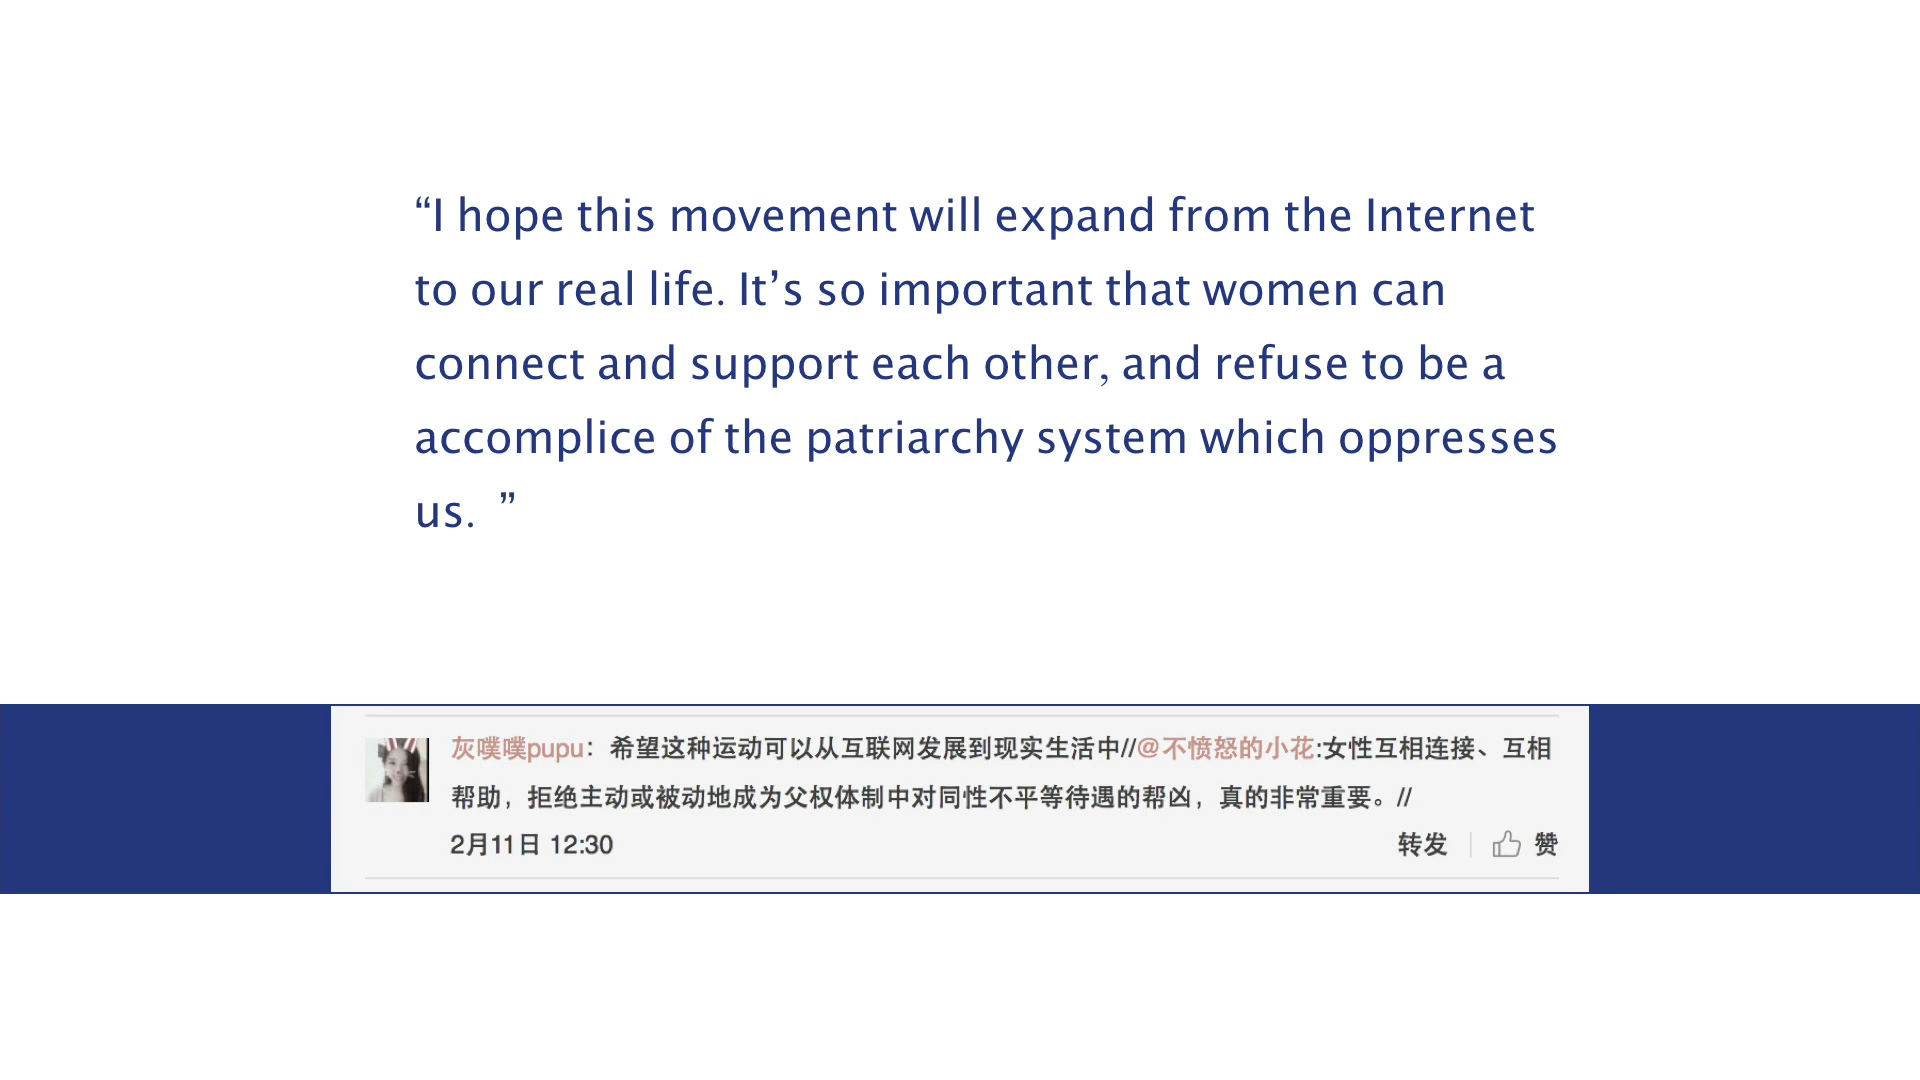 “I hope this movement will expand from the Internet
to our real life. It’s so important that women can
connect and support each other, and refuse to be a
accomplice of the patriarchy system which oppresses
us. ”
灰噗噗pupu：希望这种运动可以从互联网发展到现实生活中//@不愤怒的小花:女性互相连接、互相
帮助，拒绝主动或被动地成为父权体制中对同性不平等待遇的帮凶，真的非常重要。//
2月11日 12:30 转发 赞